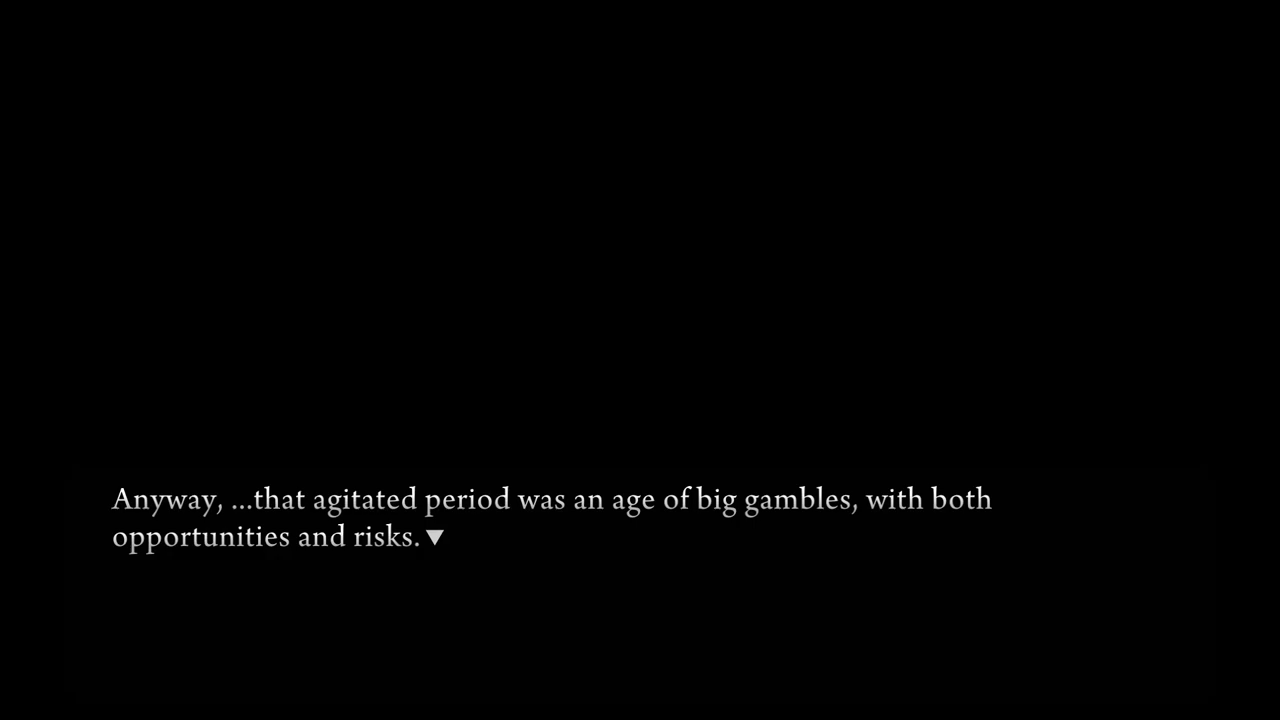 Anyway, ...that agitated period was an age of big gambles, with both
opportunities and risks.▼